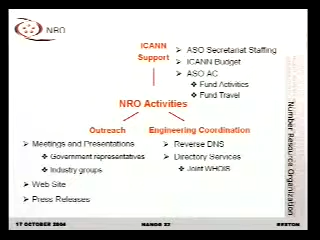 NRO
ICANN
Support
ASO Secretariat Staffing
ICANN Budget
ASO AC
Fund Activities
Fund Travel
NRO Activities
Outreach
Engineering Coordination
Meetings and Presentations
Government representatives
Industry groups
Web Site
Press Releases
Reverse DNS
Directory Services
Joint WHOIS
Number Resource Organization
17 OCTOBER 2004
NANOG 32
RESTON